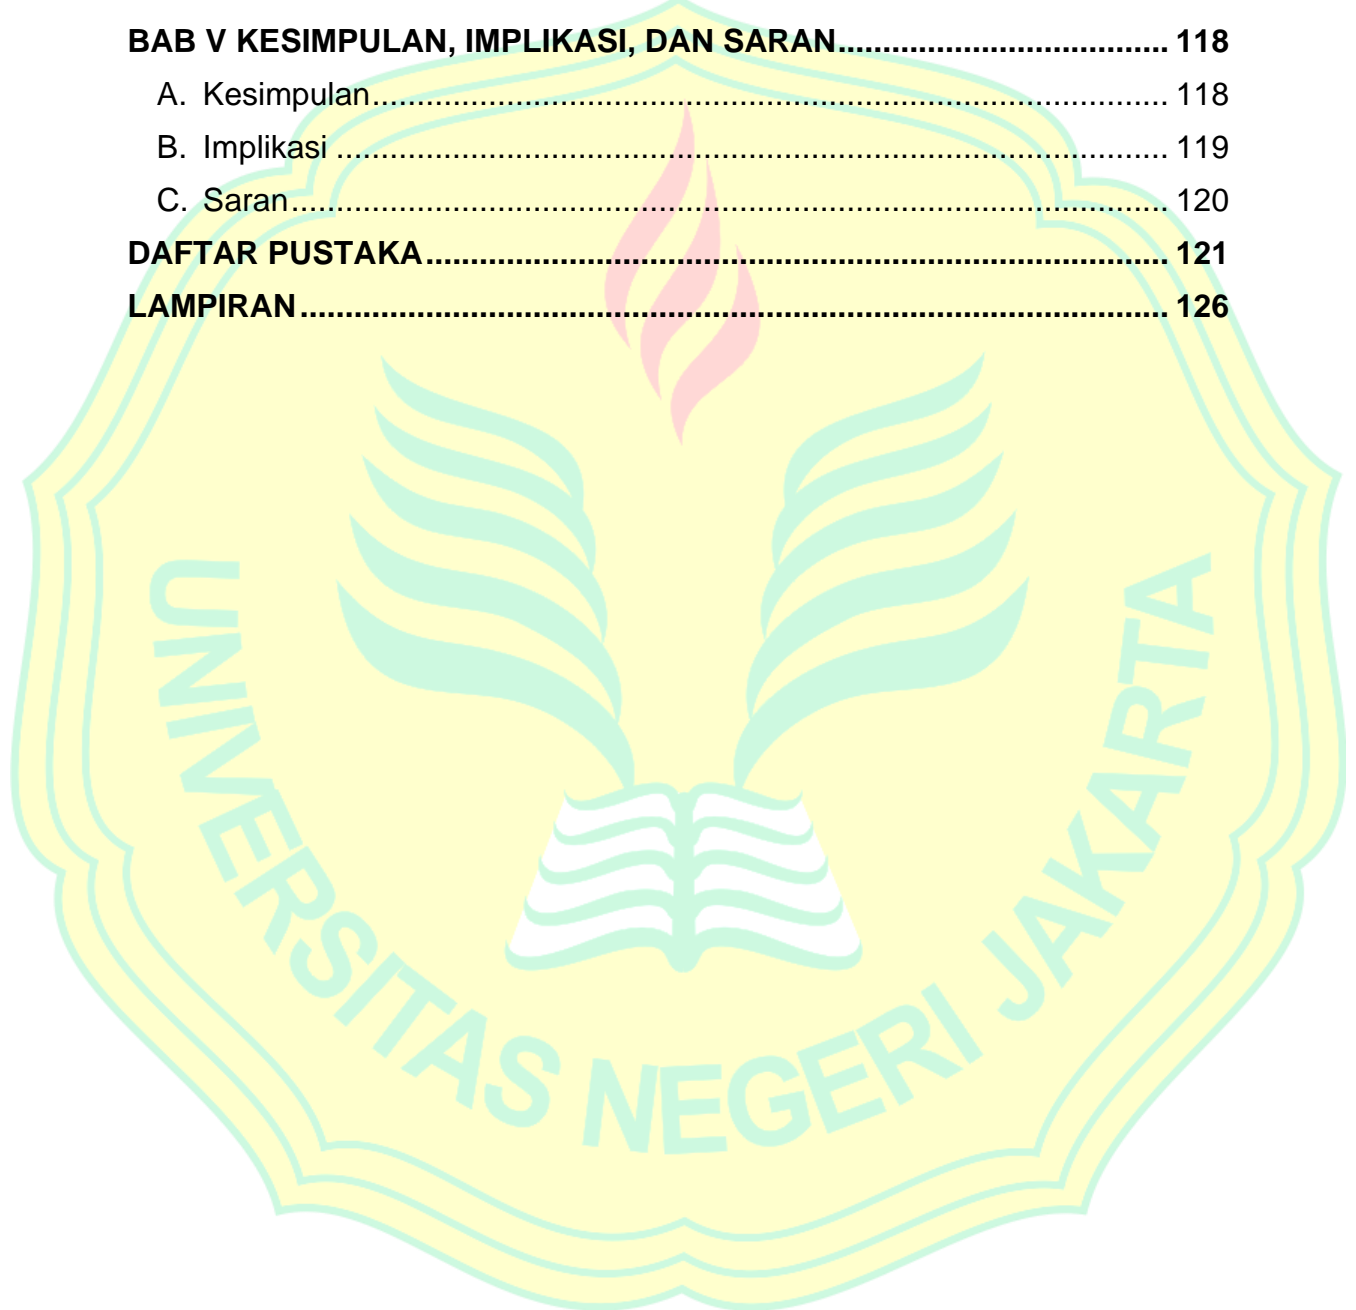 BAB V KESIMPULAN, IMPLIKASI, DAN SARAN...................................... 118
A. Kesimpulan.......................................................................................... 118
B. Implikasi .............................................................................................. 119
C. Saran................................................................................................... 120
DAFTAR PUSTAKA.................................................................................... 121
LAMPIRAN.................................................................................................. 126
UNIVERSITAS NEGERI JAKARTA